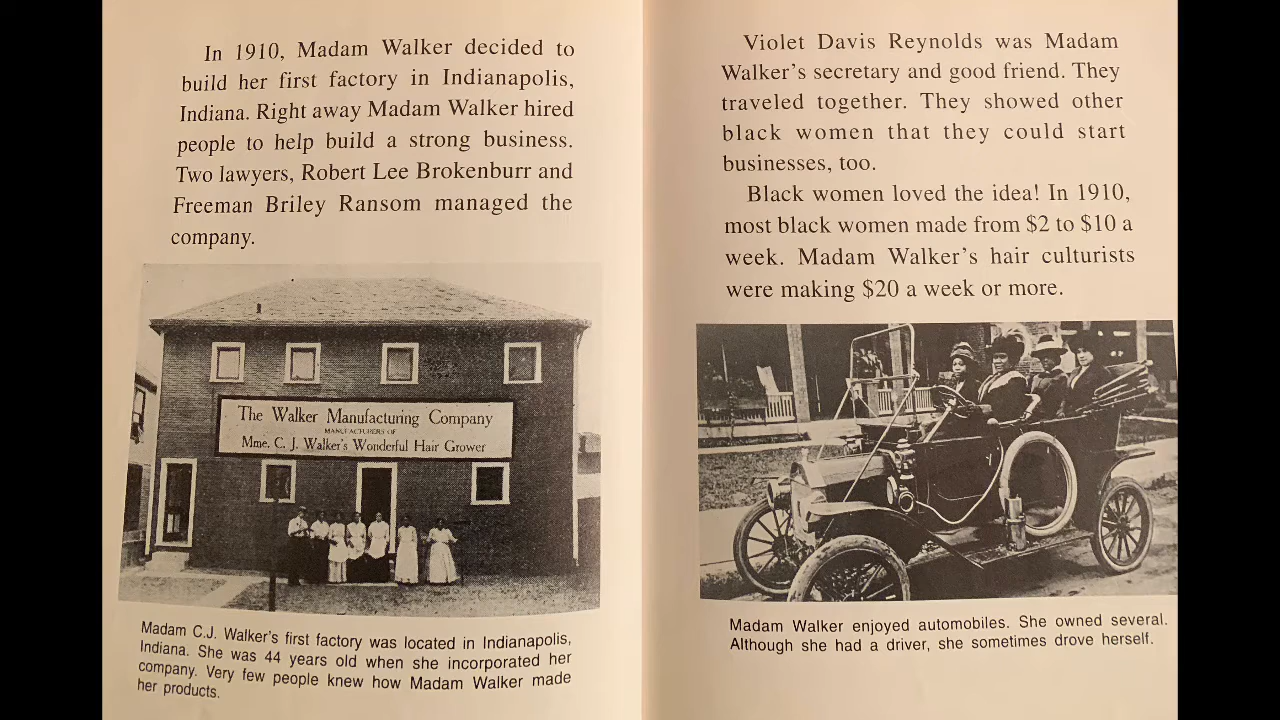 In 1910, Madam Walker decided to
build her first factory in Indianapolis,
Indiana. Right away Madam Walker hired
people to help build a strong business.
Two lawyers, Robert Lee Brokenburr and
Freeman Briley Ransom managed the
company.
The Walker Manufacturing Company
MANUFACTURERS OF
Mme. C. J. Walker's Wonderful Hair Grower
Madam C.J. Walker's first factory was located in Indianapolis,
Indiana. She was 44 years old when she incorporated her
company. Very few people knew how Madam Walker made
her products.
Violet Davis Reynolds was Madam
Walker's secretary and good friend. They
traveled together. They showed other
black women that they could start
businesses, too.
Black women loved the idea! In 1910,
most black women made from $2 to $10 a
week. Madam Walker's hair culturists
were making $20 a week or more.
Madam Walker enjoyed automobiles. She owned several.
Although she had a driver, she sometimes drove herself.